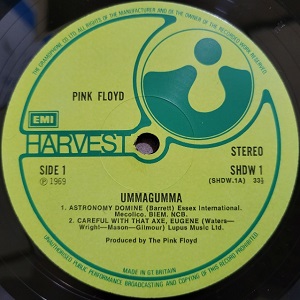 THE GRAMOPHONE CO. LTD. ALL RIGHTS OF THE MANUFACTURER AND OF THE OWNER OF THE RECORDED WORK RESERVED
PINK FLOYD
EMI
HARVEST
STEREO
SIDE 1
SHDW 1
℗ 1969
(SHDW.1A) 33⅓
UMMAGUMMA
1. ASTRONOMY DOMINE (Barrett) Essex International.
Mecolico, BIEM, NCB.
2. CAREFUL WITH THAT AXE, EUGENE (Waters—
Wright—Mason—Gilmour) Lupus Music Ltd.
Produced by The Pink Floyd
MADE IN GT BRITAIN
UNAUTHORISED PUBLIC PERFORMANCE BROADCASTING AND COPYING OF THIS RECORD PROHIBITED